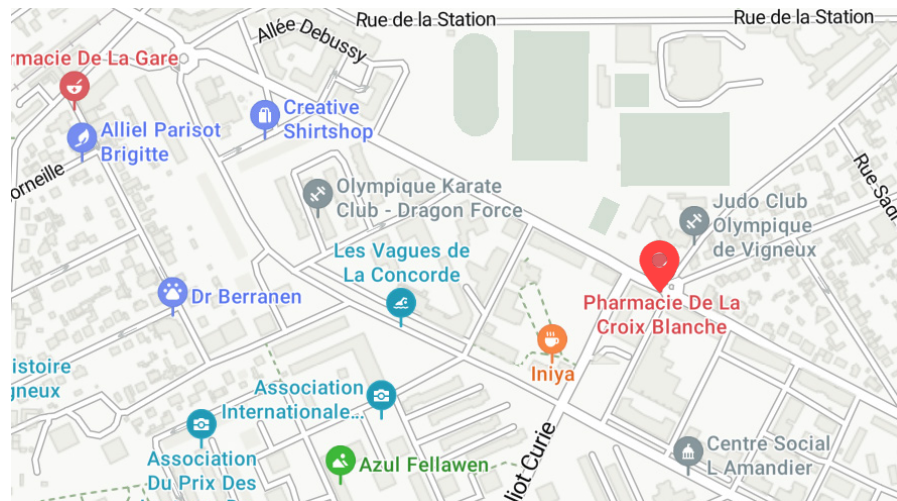 Rue de la Station
Rue de la Station
Allée Debussy
rmacie De La Gare
Creative
Shirtshop
Alliel Parisot
Brigitte
orneille
Olympique Karate
Club - Dragon Force
Judo Club
Olympique
de Vigneux
Rue Sadi
Les Vagues de
La Concorde
Dr Berranen
Pharmacie De La
Croix Blanche
Iniya
istoire
gneux
Association
Internationale...
Azul Fellawen
Association
Du Prix Des
liot Curie
Centre Social
L Amandier